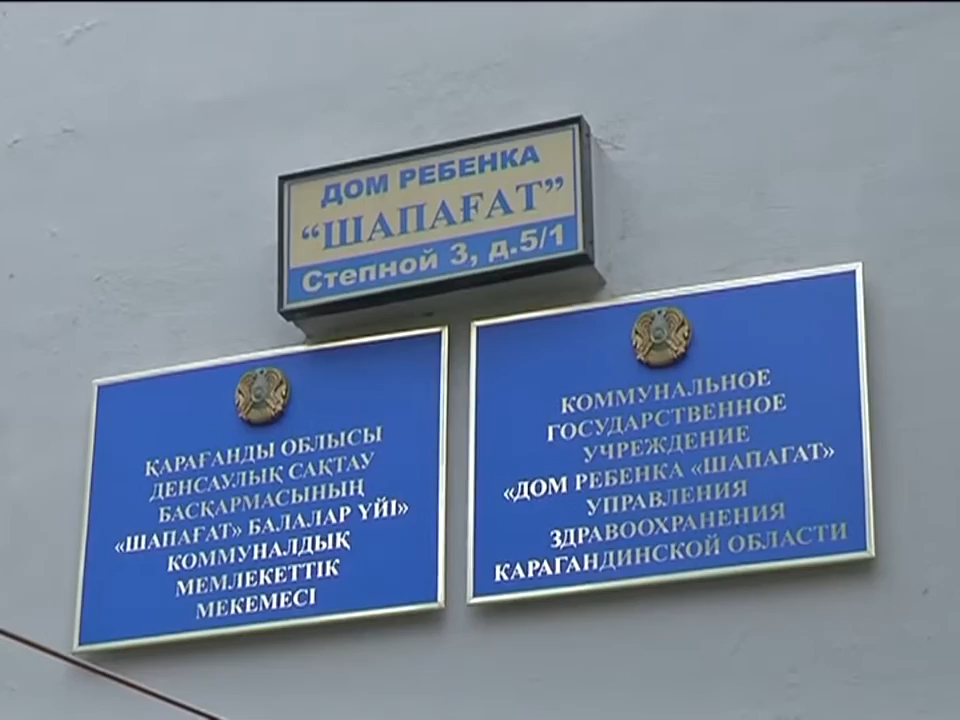 ДОМ РЕБЕНКА
“ШАПАҒАТ”
Степной 3, д.5/1
ҚАРАҒАНДЫ ОБЛЫСЫ
ДЕНСАУЛЫҚ САҚТАУ
БАСҚАРМАСЫНЫҢ
«ШАПАҒАТ» БАЛАЛАР ҮЙІ»
КОММУНАЛДЫҚ
МЕМЛЕКЕТТІК
МЕКЕМЕСІ
КОММУНАЛЬНОЕ
ГОСУДАРСТВЕННОЕ
УЧРЕЖДЕНИЕ
«ДОМ РЕБЕНКА «ШАПАГАТ»
УПРАВЛЕНИЯ
ЗДРАВООХРАНЕНИЯ
КАРАГАНДИНСКОЙ ОБЛАСТИ